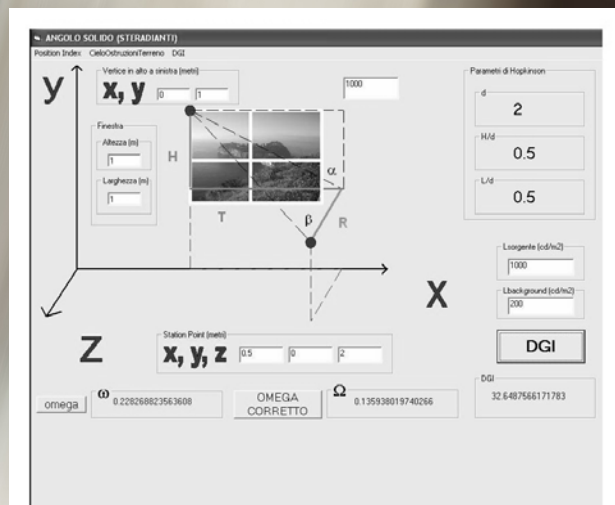 ANGOLO SOLIDO (STERADIANTI)
Position Index CieloOstruzioniTerreno DGI
Y
Vertice in alto a sinistra (metri)
x, y 0 1
1000
Parametri di Hopkinson
d
2
H/d
0.5
L/d
0.5
Finestra
Altezza (m)
1
Larghezza (m)
1
H
α
T
β
R
X
Lsorgente (cd/m2)
1000
Lbackground (cd/m2)
200
DGI
Z
Station Point (metri)
x, y, z 0.5 0 2
omega
ω
0.228268823563608
OMEGA
CORRETTO
Ω
0.135938019740266
DGI
32.6487566171783